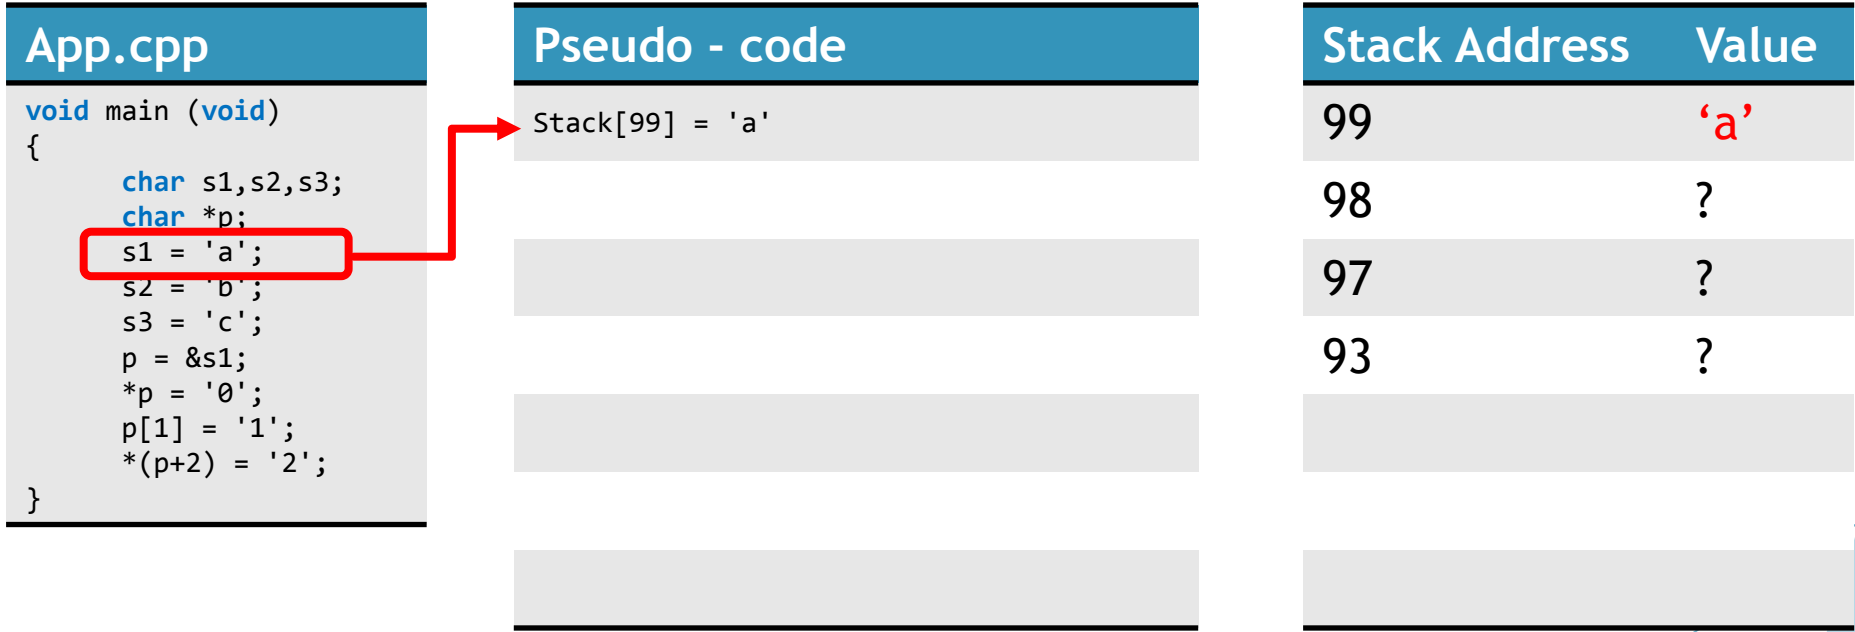 App.cpp
void main (void)
{
char s1,s2,s3;
char *p;
s1 = 'a';
s2 = 'b';
s3 = 'c';
p = &s1;
*p = '0';
p[1] = '1';
*(p+2) = '2';
}
Pseudo - code
Stack[99] = 'a'
Stack Address Value
99 ‘a’
98 ?
97 ?
93 ?